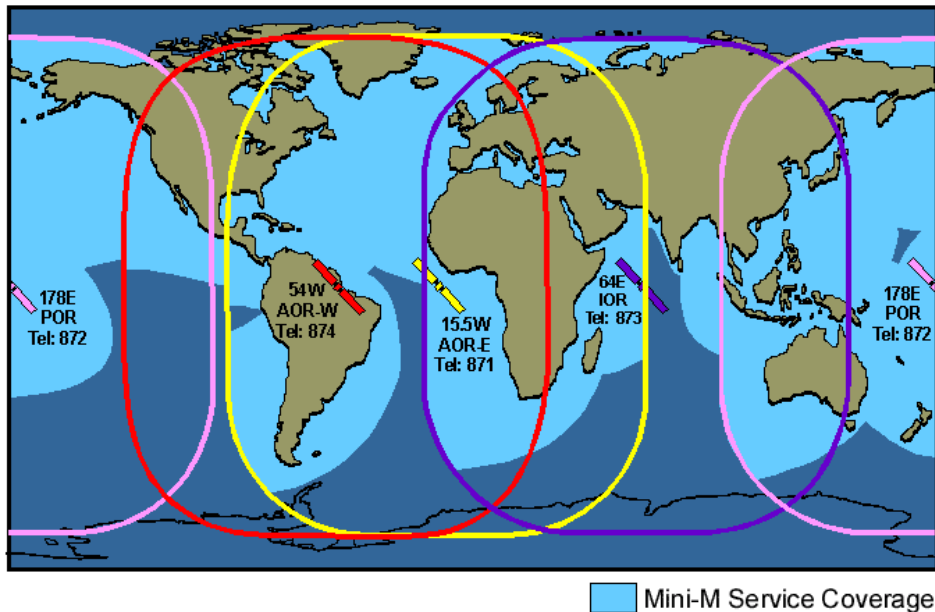 178E
POR
Tel: 872
54W
AOR-W
Tel: 874
15.5W
AOR-E
Tel: 871
64E
IOR
Tel: 873
178E
POR
Tel: 872
Mini-M Service Coverage